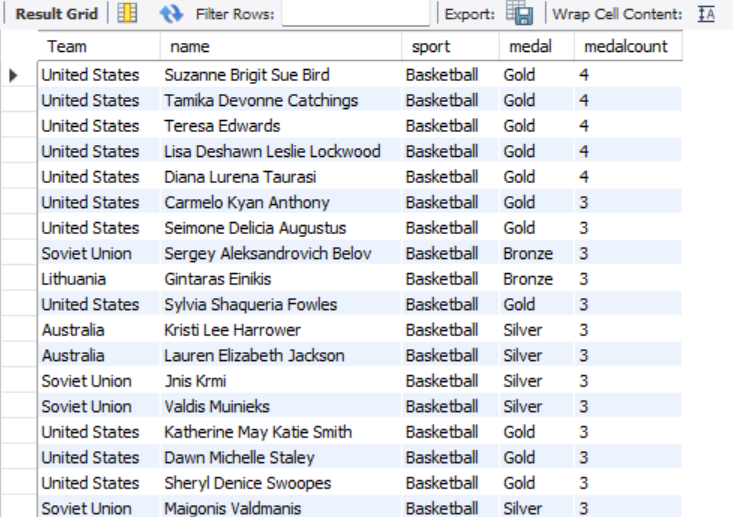 Result Grid Filter Rows: Export: Wrap Cell Content:
Team name sport medal medalcount
United States Suzanne Brigit Sue Bird Basketball Gold 4
United States Tamika Devonne Catchings Basketball Gold 4
United States Teresa Edwards Basketball Gold 4
United States Lisa Deshawn Leslie Lockwood Basketball Gold 4
United States Diana Lurena Taurasi Basketball Gold 4
United States Carmelo Kyan Anthony Basketball Gold 3
United States Seimone Delicia Augustus Basketball Gold 3
Soviet Union Sergey Aleksandrovich Belov Basketball Bronze 3
Lithuania Gintaras Einikis Basketball Bronze 3
United States Sylvia Shaqueria Fowles Basketball Gold 3
Australia Kristi Lee Harrower Basketball Silver 3
Australia Lauren Elizabeth Jackson Basketball Silver 3
Soviet Union Jnis Krmi Basketball Silver 3
Soviet Union Valdis Muinieks Basketball Silver 3
United States Katherine May Katie Smith Basketball Gold 3
United States Dawn Michelle Staley Basketball Gold 3
United States Sheryl Denice Swoopes Basketball Gold 3
Soviet Union Maigonis Valdmanis Basketball Silver 3